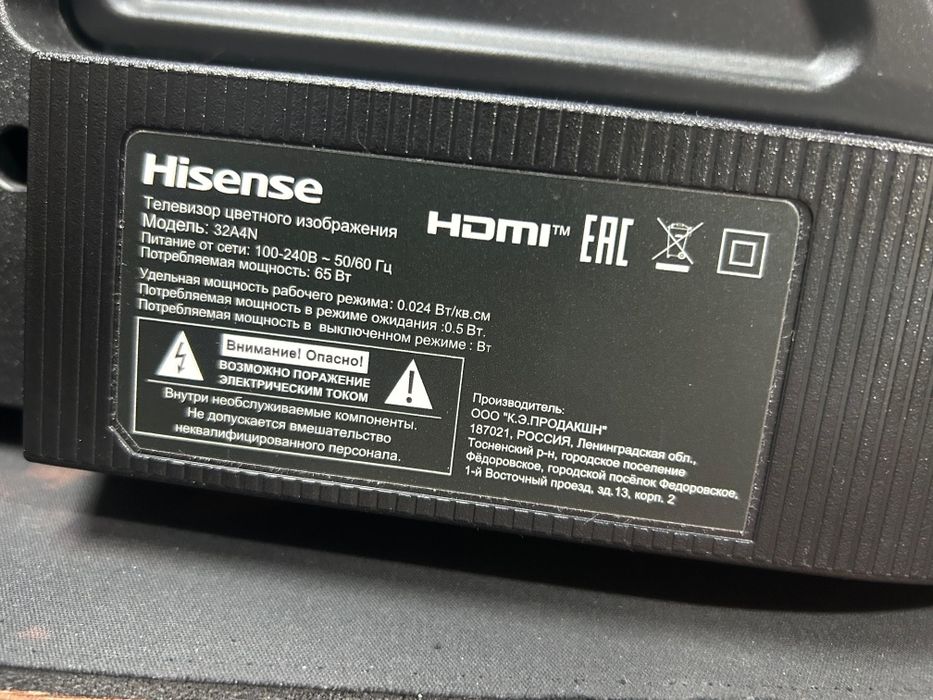 Hisense
Телевизор цветного изображения
Модель: 32A4N
Питание от сети: 100-240В ~ 50/60 Гц
Потребляемая мощность: 65 Вт
Удельная мощность рабочего режима: 0.024 Вт/кв.см
Потребляемая мощность в режиме ожидания :0.5 Вт.
Потребляемая мощность в выключенном режиме : Вт
HDMI™ EAC
Внимание! Опасно!
ВОЗМОЖНО ПОРАЖЕНИЕ
ЭЛЕКТРИЧЕСКИМ ТОКОМ
Внутри необслуживаемые компоненты.
Не допускается вмешательство
неквалифицированного персонала.
Производитель:
ООО "К.Э.ПРОДАКШН"
187021, РОССИЯ, Ленинградская обл.,
Тосненский р-н, городское поселение
Фёдоровское, городской посёлок Федоровское,
1-й Восточный проезд, зд.13, корп. 2